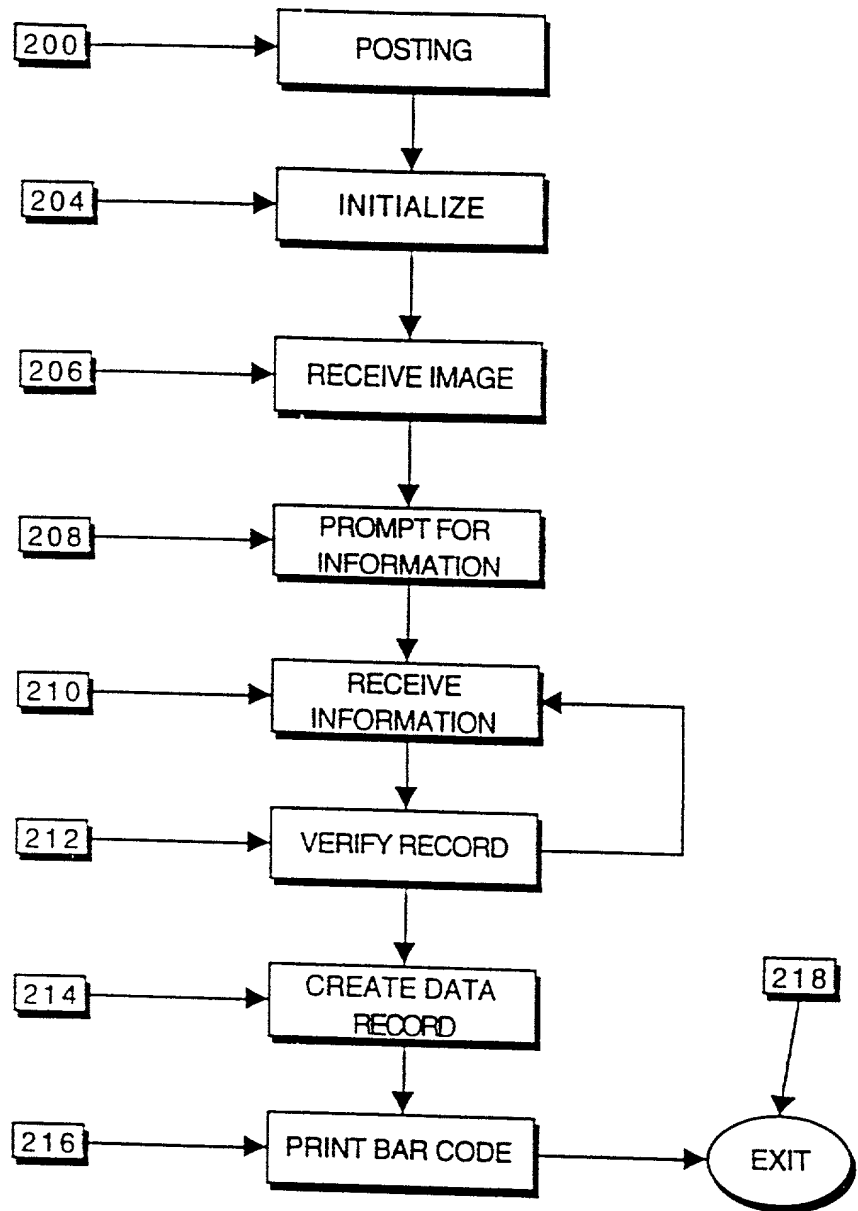 200
POSTING
204
INITIALIZE
206
RECEIVE IMAGE
208
PROMPT FOR
INFORMATION
210
RECEIVE
INFORMATION
212
VERIFY RECORD
214
CREATE DATA
RECORD
218
216
PRINT BAR CODE
EXIT